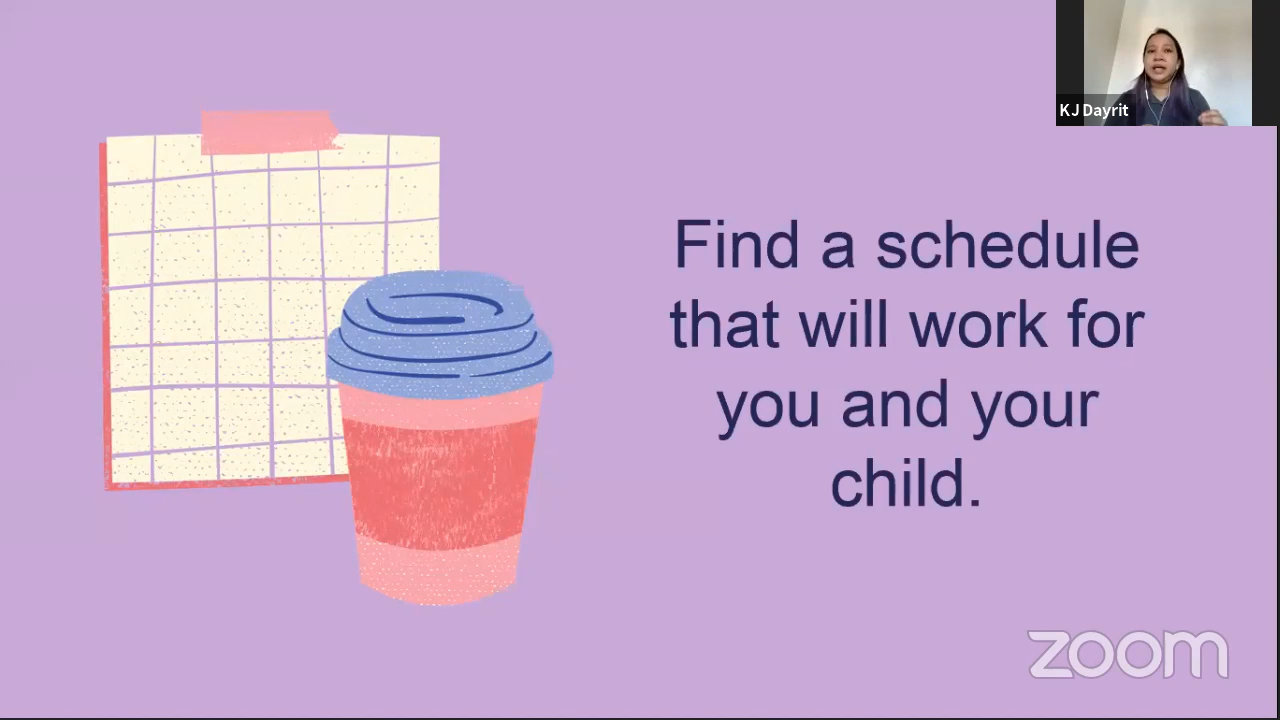 KJ Dayrit
Find a schedule
that will work for
you and your
child.
zoom